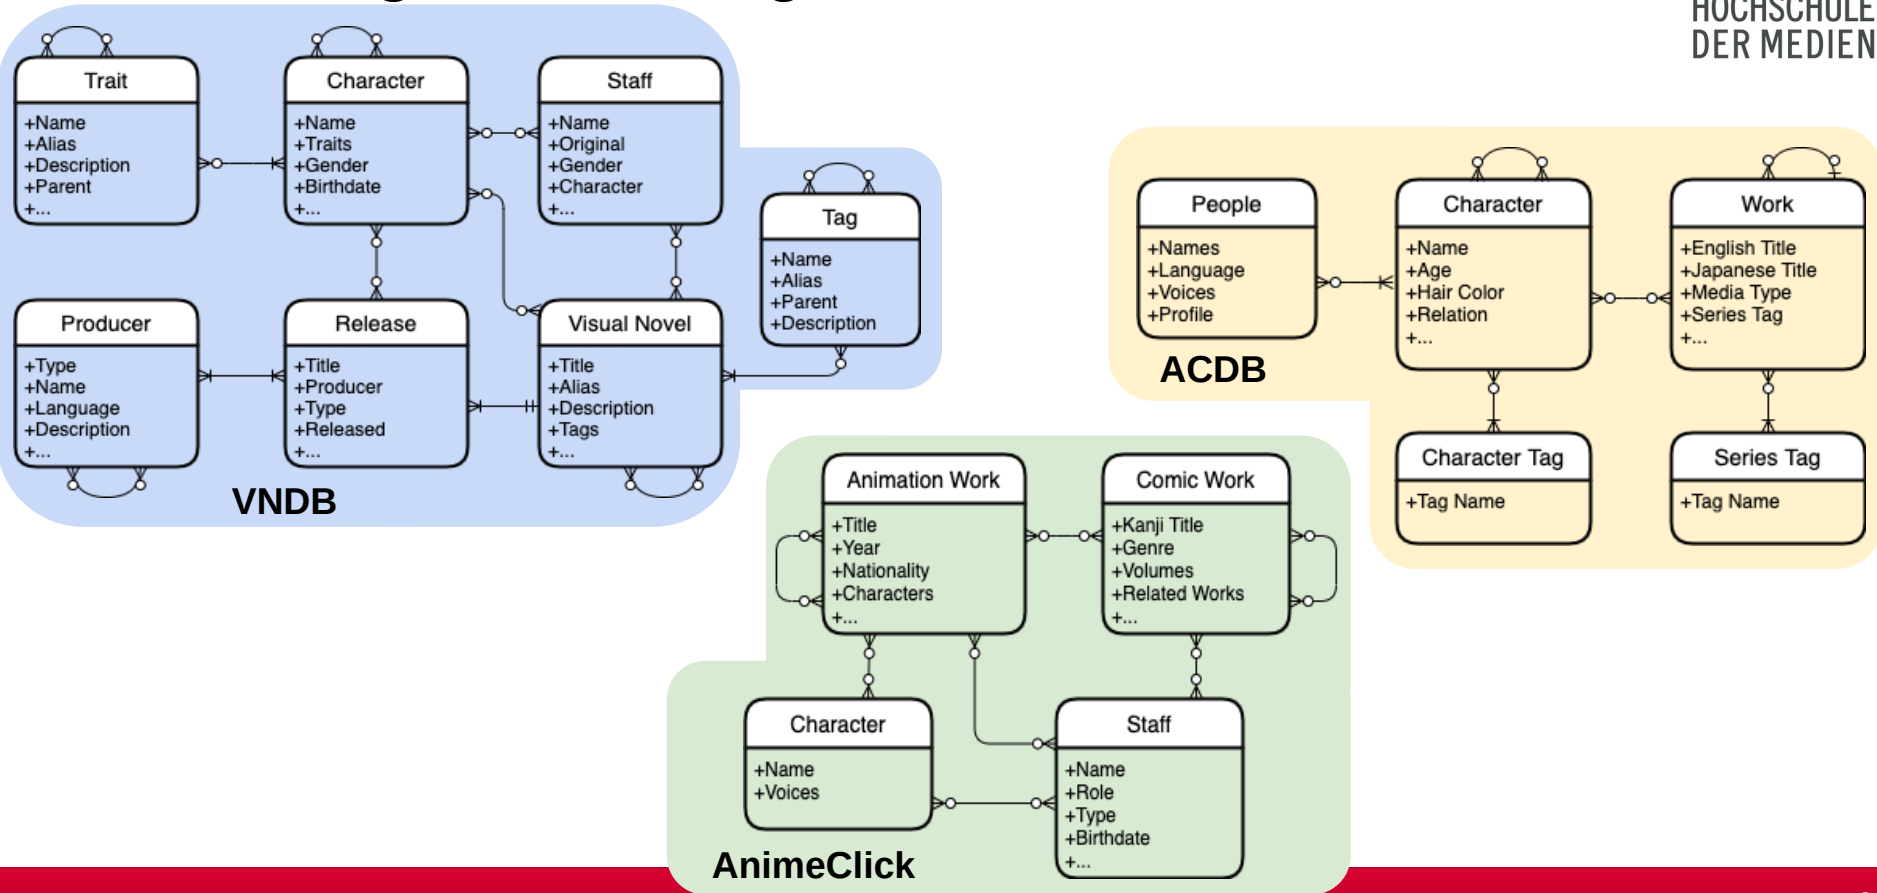 HOCHSCHULE
DER MEDIEN
Trait
+Name
+Alias
+Description
+Parent
+...
Character
+Name
+Traits
+Gender
+Birthdate
+...
Staff
+Name
+Original
+Gender
+Character
+...
Tag
+Name
+Alias
+Parent
+Description
Producer
+Type
+Name
+Language
+Description
+...
Release
+Title
+Producer
+Type
+Released
+...
Visual Novel
+Title
+Alias
+Description
+Tags
+...
VNDB
People
+Names
+Language
+Voices
+Profile
Character
+Name
+Age
+Hair Color
+Relation
+...
Work
+English Title
+Japanese Title
+Media Type
+Series Tag
+...
ACDB
Character Tag
+Tag Name
Series Tag
+Tag Name
Animation Work
+Title
+Year
+Nationality
+Characters
+...
Comic Work
+Kanji Title
+Genre
+Volumes
+Related Works
+...
Character
+Name
+Voices
Staff
+Name
+Role
+Type
+Birthdate
+...
AnimeClick